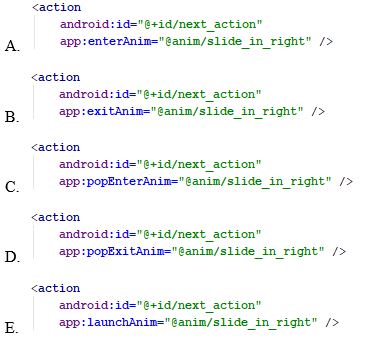 <action
android:id="@+id/next_action"
A. app:enterAnim="@anim/slide_in_right" />
<action
android:id="@+id/next_action"
B. app:exitAnim="@anim/slide_in_right" />
<action
android:id="@+id/next_action"
C. app:popEnterAnim="@anim/slide_in_right" />
<action
android:id="@+id/next_action"
D. app:popExitAnim="@anim/slide_in_right" />
<action
android:id="@+id/next_action"
E. app:launchAnim="@anim/slide_in_right" />